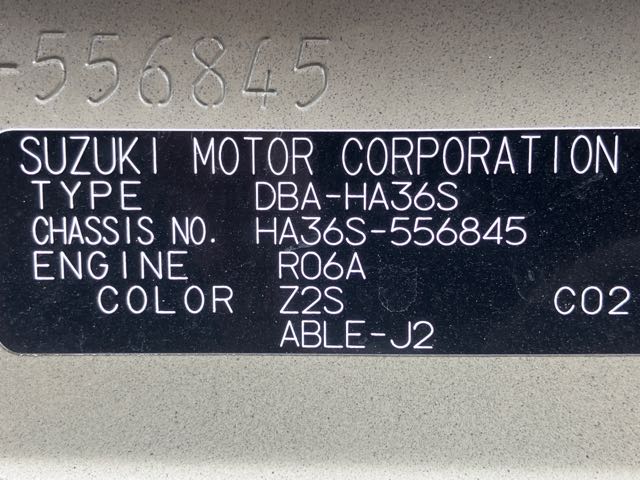 -556845
SUZUKI MOTOR CORPORATION
TYPE DBA-HA36S
CHASSIS NO. HA36S-556845
ENGINE R06A
COLOR Z2S C02
ABLE-J2